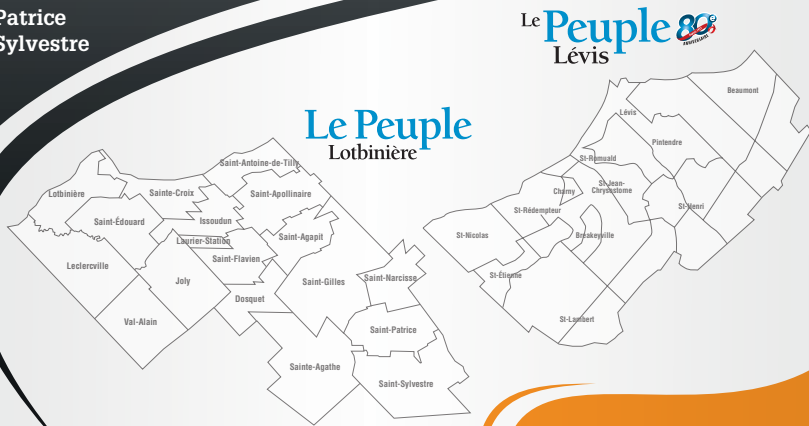 Patrice
Sylvestre
Le Peuple 80e
ANNIVERSAIRE
Lévis
Le Peuple
Lotbinière
Lotbinière
Saint-Édouard
Sainte-Croix
Saint-Antoine-de-Tilly
Saint-Apollinaire
Issoudun
Laurier-Station
Saint-Agapit
Saint-Flavien
Leclercville
Joly
Dosquet
Saint-Gilles
Saint-Narcisse
Val-Alain
Saint-Patrice
Sainte-Agathe
Saint-Sylvestre
Beaumont
Lévis
Pintendre
St-Romuald
Charny
St-Jean-
Chrysostome
St-Rédempteur
St-Henri
St-Nicolas
Breakeyville
St-Étienne
St-Lambert